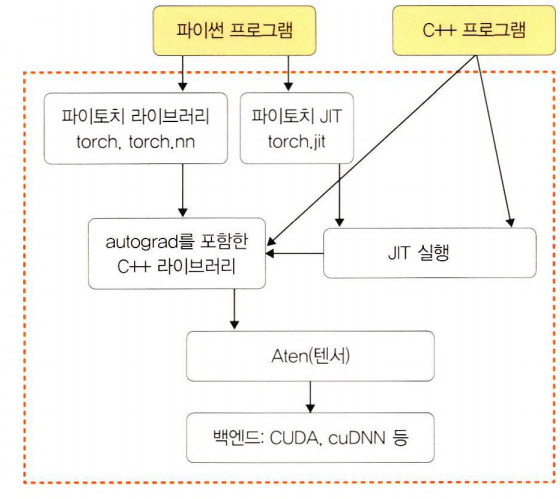 파이썬 프로그램
C++ 프로그램
파이토치 라이브러리
torch, torch.nn
파이토치 JIT
torch.jit
autograd를 포함한
C++ 라이브러리
JIT 실행
Aten(텐서)
백엔드: CUDA, cuDNN 등